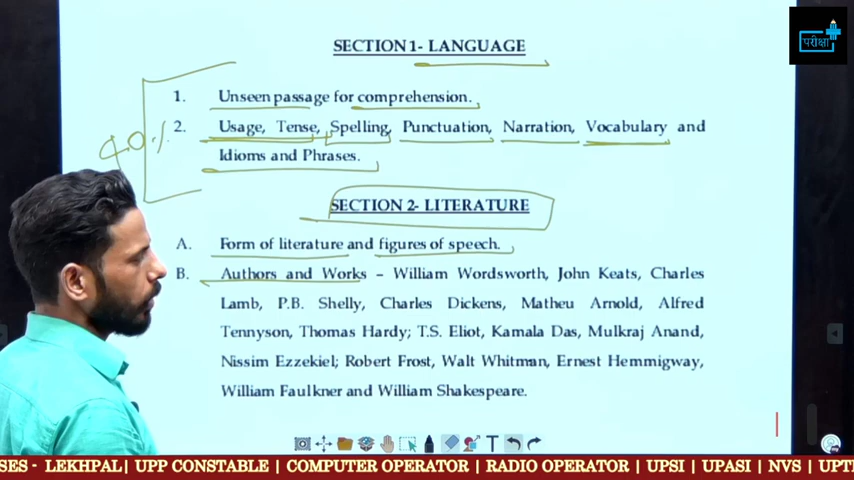 परीक्षा
SECTION 1- LANGUAGE
1. Unseen passage for comprehension.
40%
2. Usage, Tense, Spelling, Punctuation, Narration, Vocabulary and
Idioms and Phrases.
SECTION 2- LITERATURE
A. Form of literature and figures of speech.
B. Authors and Works – William Wordsworth, John Keats, Charles
Lamb, P.B. Shelly, Charles Dickens, Matheu Arnold, Alfred
Tennyson, Thomas Hardy; T.S. Eliot, Kamala Das, Mulkraj Anand,
Nissim Ezzekiel; Robert Frost, Walt Whitman, Ernest Hemmigway,
William Faulkner and William Shakespeare.
SES - LEKHPAL| UPP CONSTABLE | COMPUTER OPERATOR | RADIO OPERATOR | UPSI | UPASI | NVS | UPT